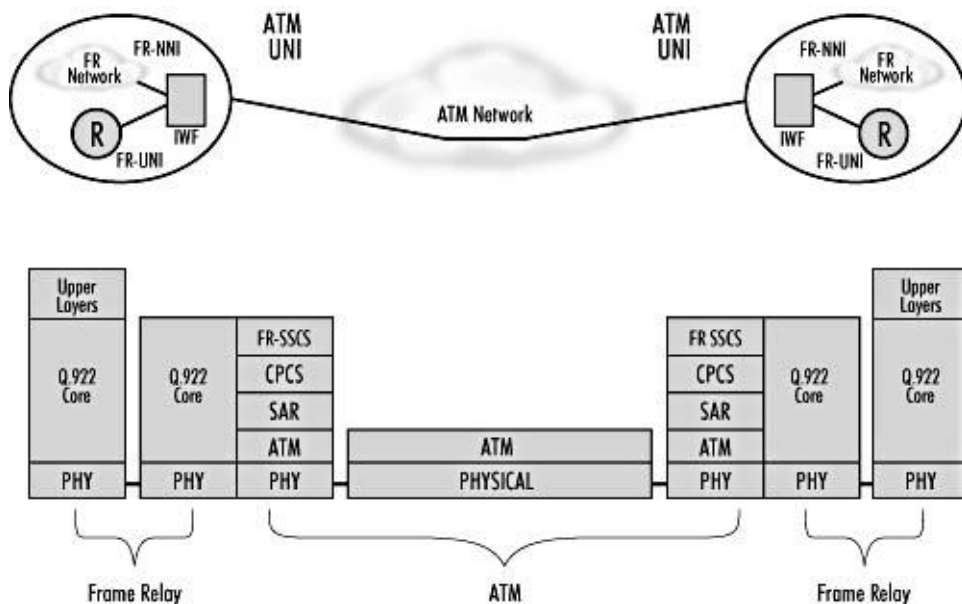 ATM
UNI
ATM
UNI
FR-NNI
FR
Network
R
IWF
FR-UNI
ATM Network
FR-NNI
FR
Network
IWF
R
FR-UNI
Upper
Layers
Q.922
Core
PHY
Q.922
Core
PHY
FR-SSCS
CPCS
SAR
ATM
PHY
ATM
PHYSICAL
FR SSCS
CPCS
SAR
ATM
PHY
Q.922
Core
PHY
Upper
Layers
Q.922
Core
PHY
Frame Relay
ATM
Frame Relay